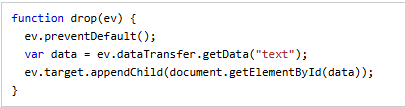 function drop(ev) {
  ev.preventDefault();
  var data = ev.dataTransfer.getData("text");
  ev.target.appendChild(document.getElementById(data));
}